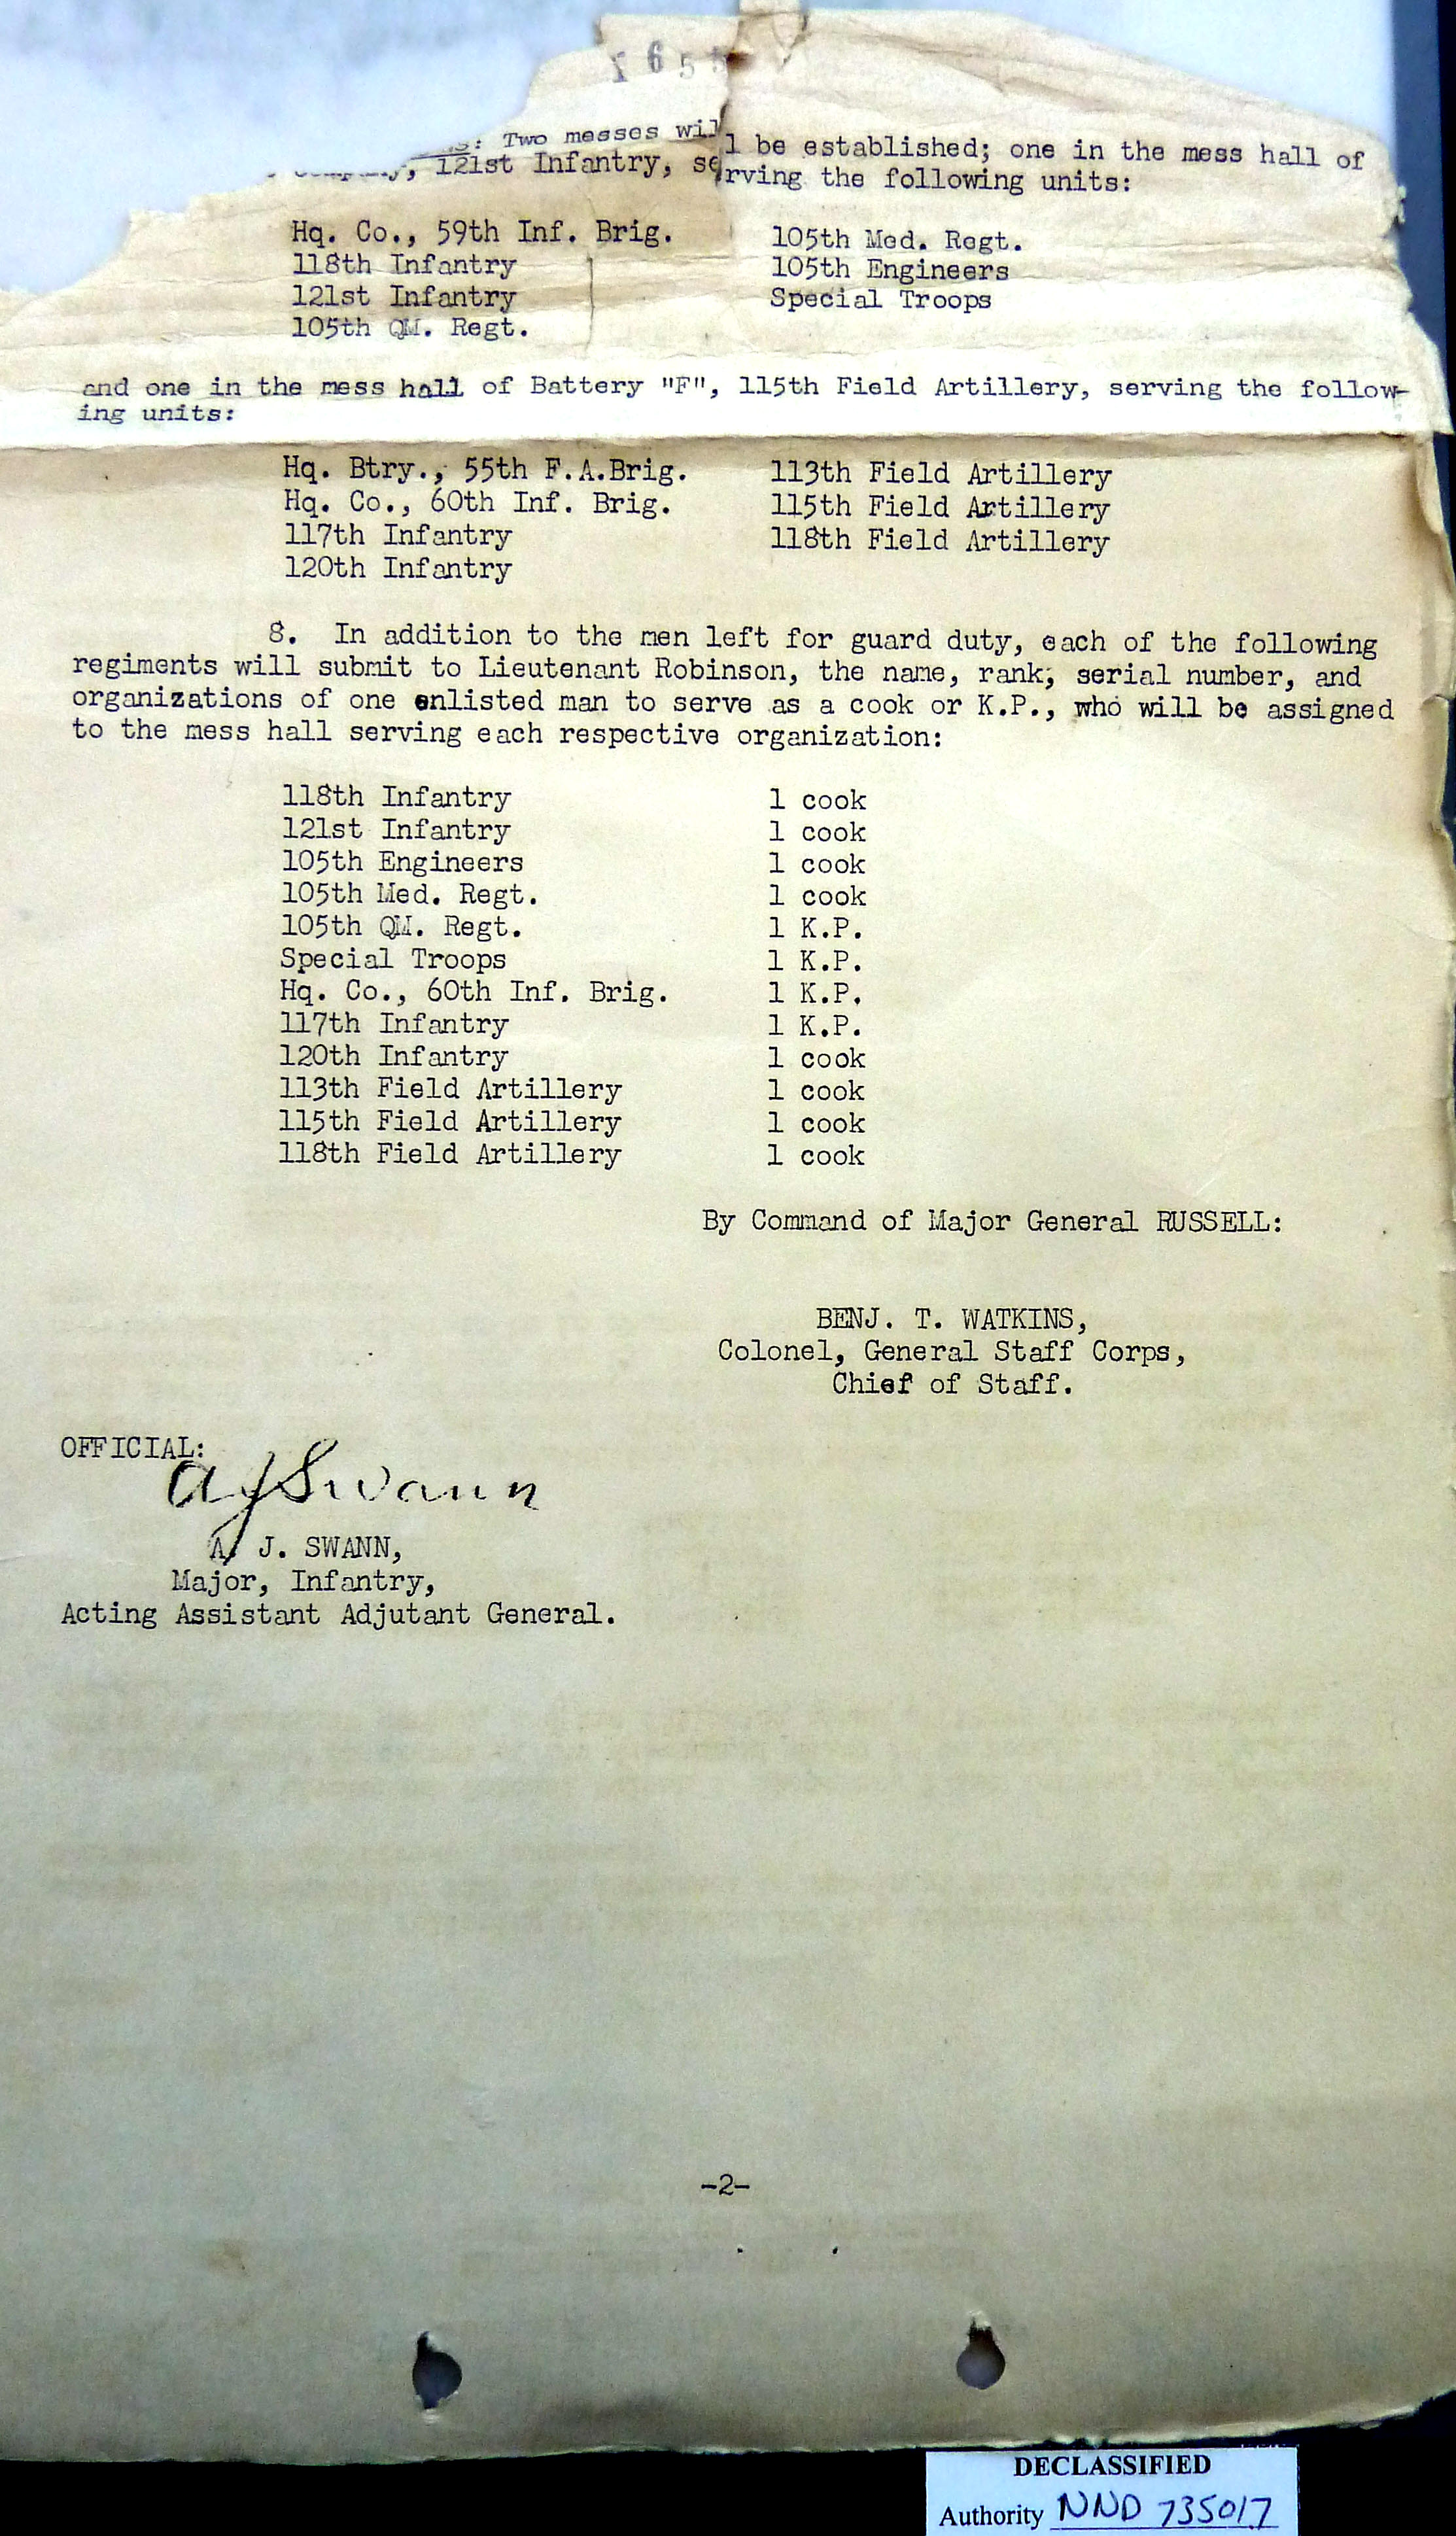 655
: Two messes will be established; one in the mess hall of
121st Infantry, serving the following units:
Hq. Co., 59th Inf. Brig. 105th Med. Regt.
118th Infantry 105th Engineers
121st Infantry Special Troops
105th QM. Regt.
and one in the mess hall of Battery "F", 115th Field Artillery, serving the follow-
ing units:
Hq. Btry., 55th F.A.Brig. 113th Field Artillery
Hq. Co., 60th Inf. Brig. 115th Field Artillery
117th Infantry 118th Field Artillery
120th Infantry
8. In addition to the men left for guard duty, each of the following
regiments will submit to Lieutenant Robinson, the name, rank, serial number, and
organizations of one enlisted man to serve as a cook or K.P., who will be assigned
to the mess hall serving each respective organization:
118th Infantry 1 cook
121st Infantry 1 cook
105th Engineers 1 cook
105th Med. Regt. 1 cook
105th QM. Regt. 1 K.P.
Special Troops 1 K.P.
Hq. Co., 60th Inf. Brig. 1 K.P.
117th Infantry 1 K.P.
120th Infantry 1 cook
113th Field Artillery 1 cook
115th Field Artillery 1 cook
118th Field Artillery 1 cook
By Command of Major General RUSSELL:
BENJ. T. WATKINS,
Colonel, General Staff Corps,
Chief of Staff.
OFFICIAL:
A J Swann
A. J. SWANN,
Major, Infantry,
Acting Assistant Adjutant General.
-2-
DECLASSIFIED
Authority NND 735017